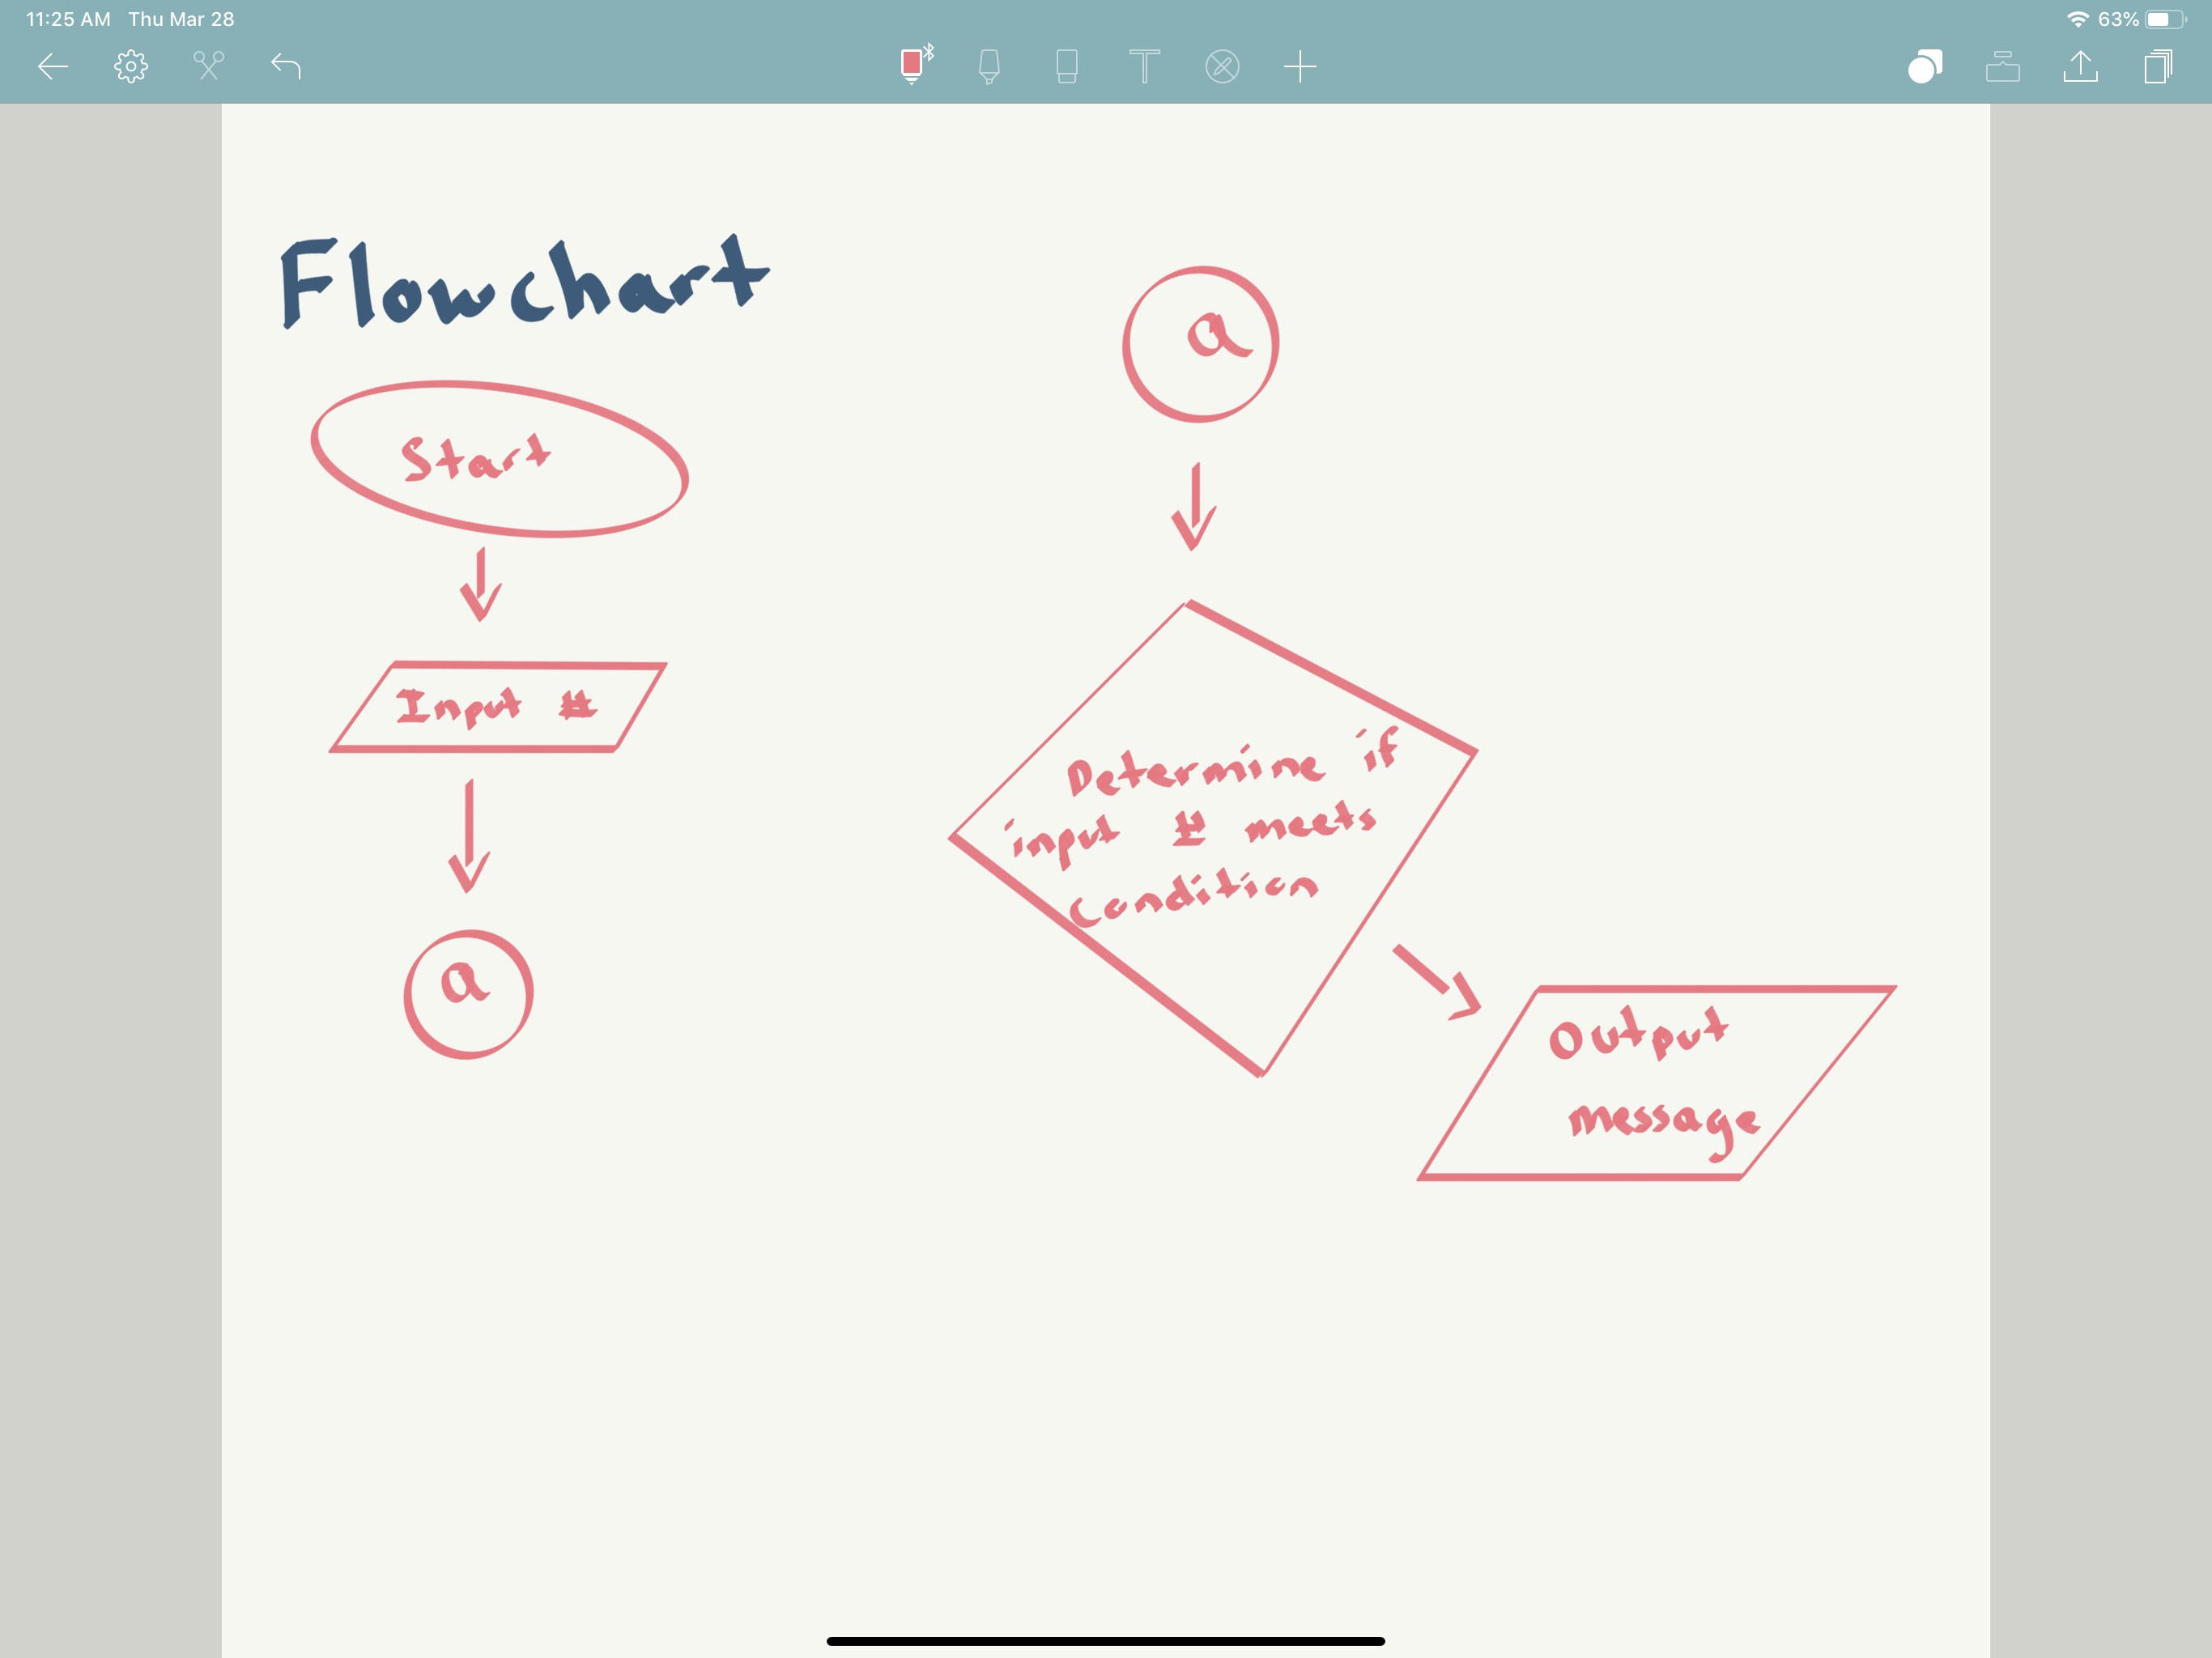 11:25 AM Thu Mar 28
63%
Flowchart
Start
Input #
a
a
Determine if
input # meets
condition
Output
message